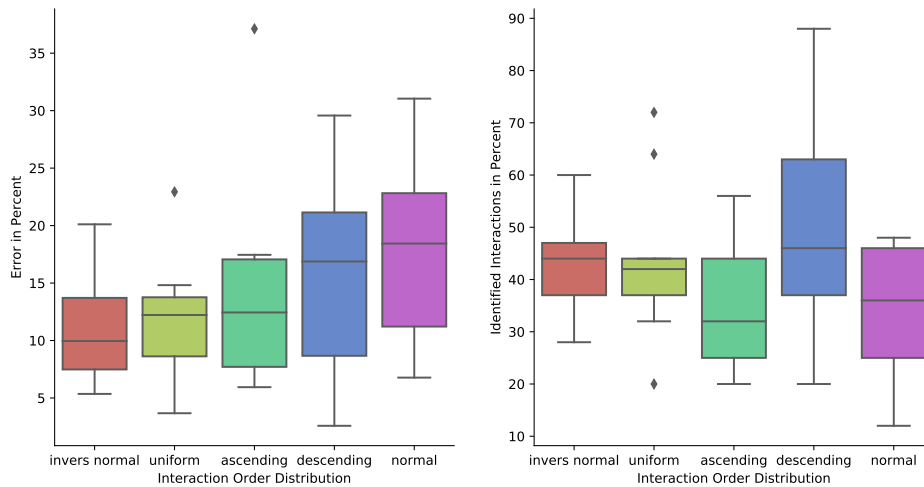 Error in Percent
35
30
25
20
15
10
5
invers normal uniform ascending descending normal
Interaction Order Distribution
Identified Interactions in Percent
90
80
70
60
50
40
30
20
10
invers normal uniform ascending descending normal
Interaction Order Distribution